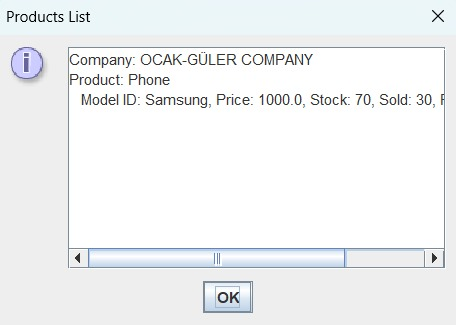 Products List
Company: OCAK-GÜLER COMPANY
Product: Phone
Model ID: Samsung, Price: 1000.0, Stock: 70, Sold: 30,
OK